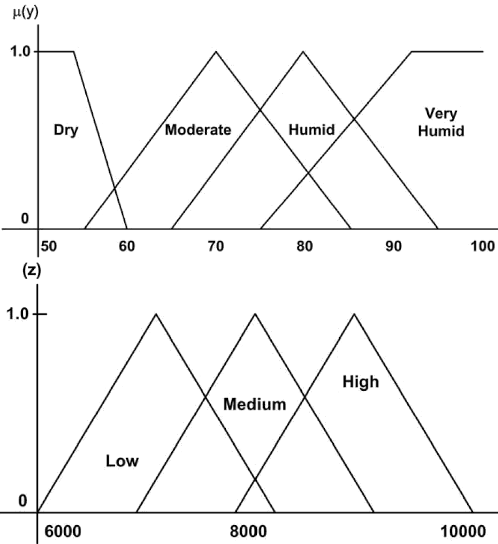 μ(y)
1.0
Dry
Moderate
Humid
Very
Humid
0
50 60 70 80 90 100
(z)
1.0
High
Medium
Low
0
6000 8000 10000